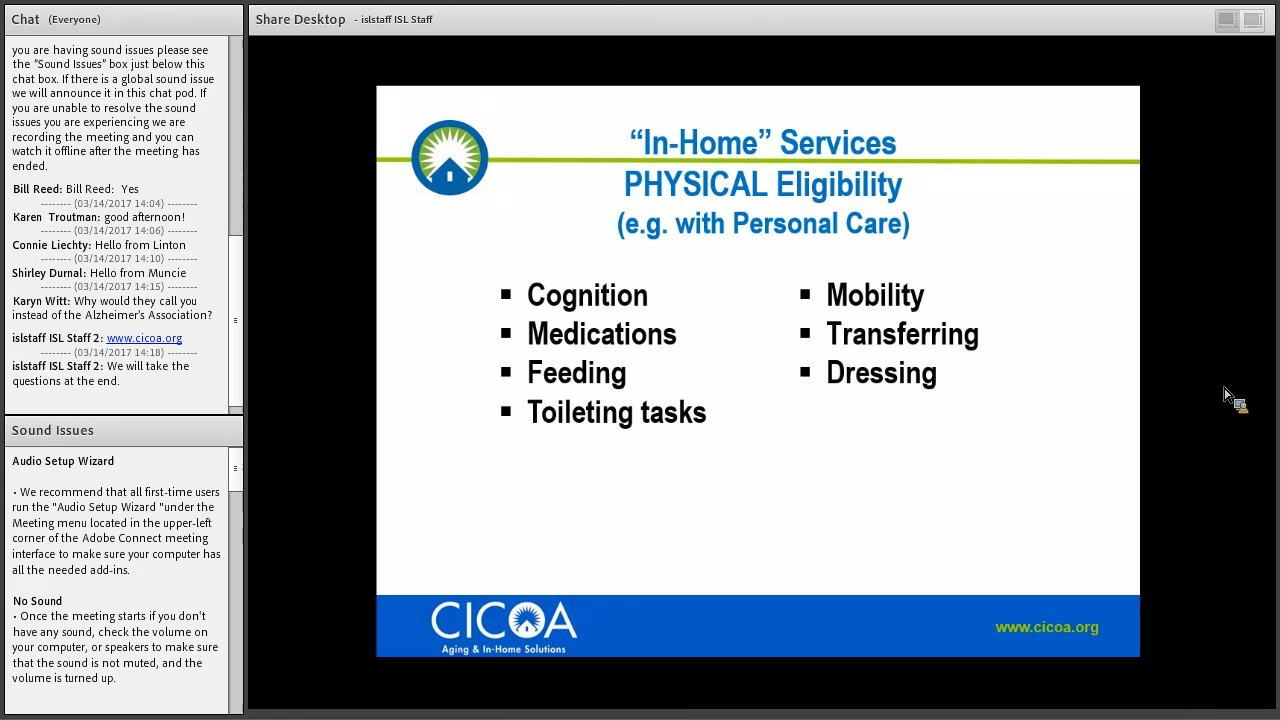 Chat (Everyone)
you are having sound issues please see
the "Sound Issues" box just below this
chat box. If there is a global sound issue
we will announce it in this chat pod. If
you are unable to resolve the sound
issues you are experiencing we are
recording the meeting and you can
watch it offline after the meeting has
ended.
Bill Reed: Bill Reed: Yes
-------- (03/14/2017 14:04) --------
Karen Troutman: good afternoon!
-------- (03/14/2017 14:06) --------
Connie Liechty: Hello from Linton
-------- (03/14/2017 14:10) --------
Shirley Durnal: Hello from Muncie
-------- (03/14/2017 14:15) --------
Karyn Witt: Why would they call you
instead of the Alzheimer's Association?
islstaff ISL Staff 2: www.cicoa.org
-------- (03/14/2017 14:18) --------
islstaff ISL Staff 2: We will take the
questions at the end.
Sound Issues
Audio Setup Wizard
• We recommend that all first-time users
run the "Audio Setup Wizard "under the
Meeting menu located in the upper-left
corner of the Adobe Connect meeting
interface to make sure your computer has
all the needed add-ins.
No Sound
• Once the meeting starts if you don't
have any sound, check the volume on
your computer, or speakers to make sure
that the sound is not muted, and the
volume is turned up.
Share Desktop - islstaff ISL Staff
“In-Home” Services
PHYSICAL Eligibility
(e.g. with Personal Care)
▪ Cognition
▪ Medications
▪ Feeding
▪ Toileting tasks
▪ Mobility
▪ Transferring
▪ Dressing
CICOA
Aging & In-Home Solutions
www.cicoa.org